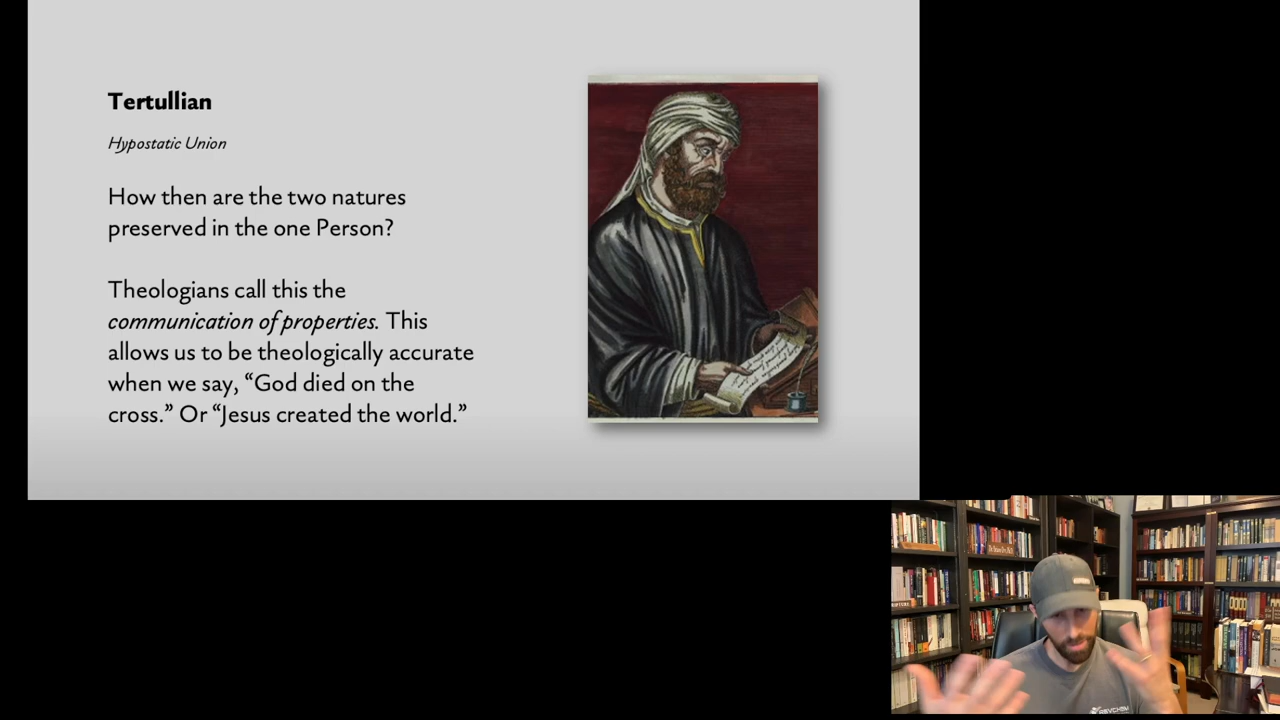 Tertullian
Hypostatic Union
How then are the two natures
preserved in the one Person?
Theologians call this the
communication of properties. This
allows us to be theologically accurate
when we say, “God died on the
cross.” Or “Jesus created the world.”